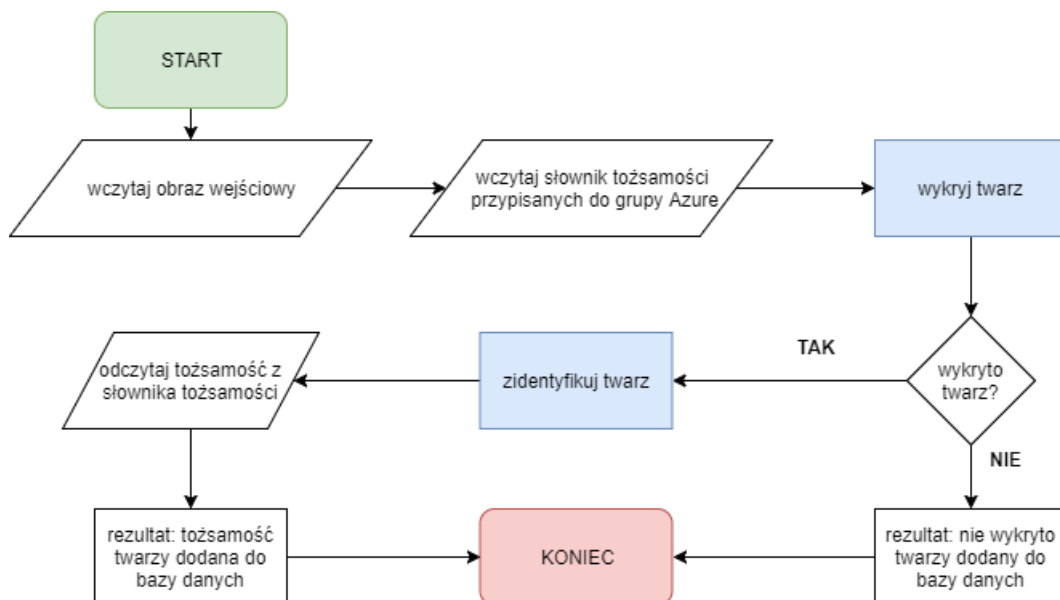 START
wczytaj obraz wejściowy
wczytaj słownik tożsamości
przypisanych do grupy Azure
wykryj twarz
wykryto
twarz?
TAK
zidentyfikuj twarz
odczytaj tożsamość z
słownika tożsamości
rezultat: tożsamość
twarzy dodana do
bazy danych
NIE
rezultat: nie wykryto
twarzy dodany do
bazy danych
KONIEC